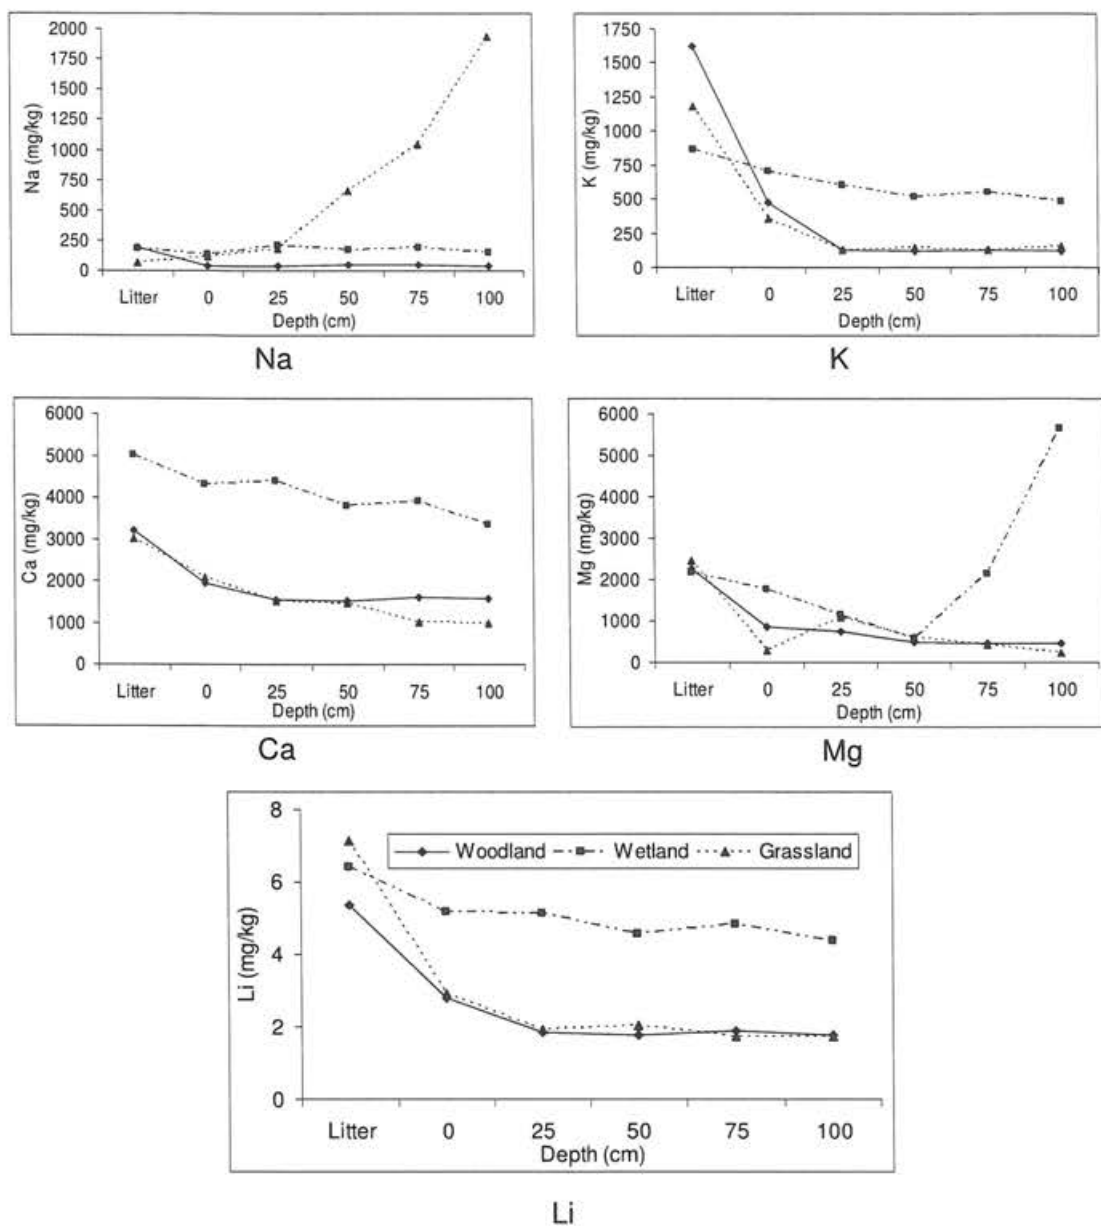 2000
1750
1500
1250
1000
750
500
250
0
Na (mg/kg)
Litter 0 25 50 75 100
Depth (cm)
Na
1750
1500
1250
1000
750
500
250
0
K (mg/kg)
Litter 0 25 50 75 100
Depth (cm)
K
6000
5000
4000
3000
2000
1000
0
Ca (mg/kg)
Litter 0 25 50 75 100
Depth (cm)
Ca
6000
5000
4000
3000
2000
1000
0
Mg (mg/kg)
Litter 0 25 50 75 100
Depth (cm)
Mg
8
6
4
2
0
Li (mg/kg)
Woodland Wetland Grassland
Litter 0 25 50 75 100
Depth (cm)
Li